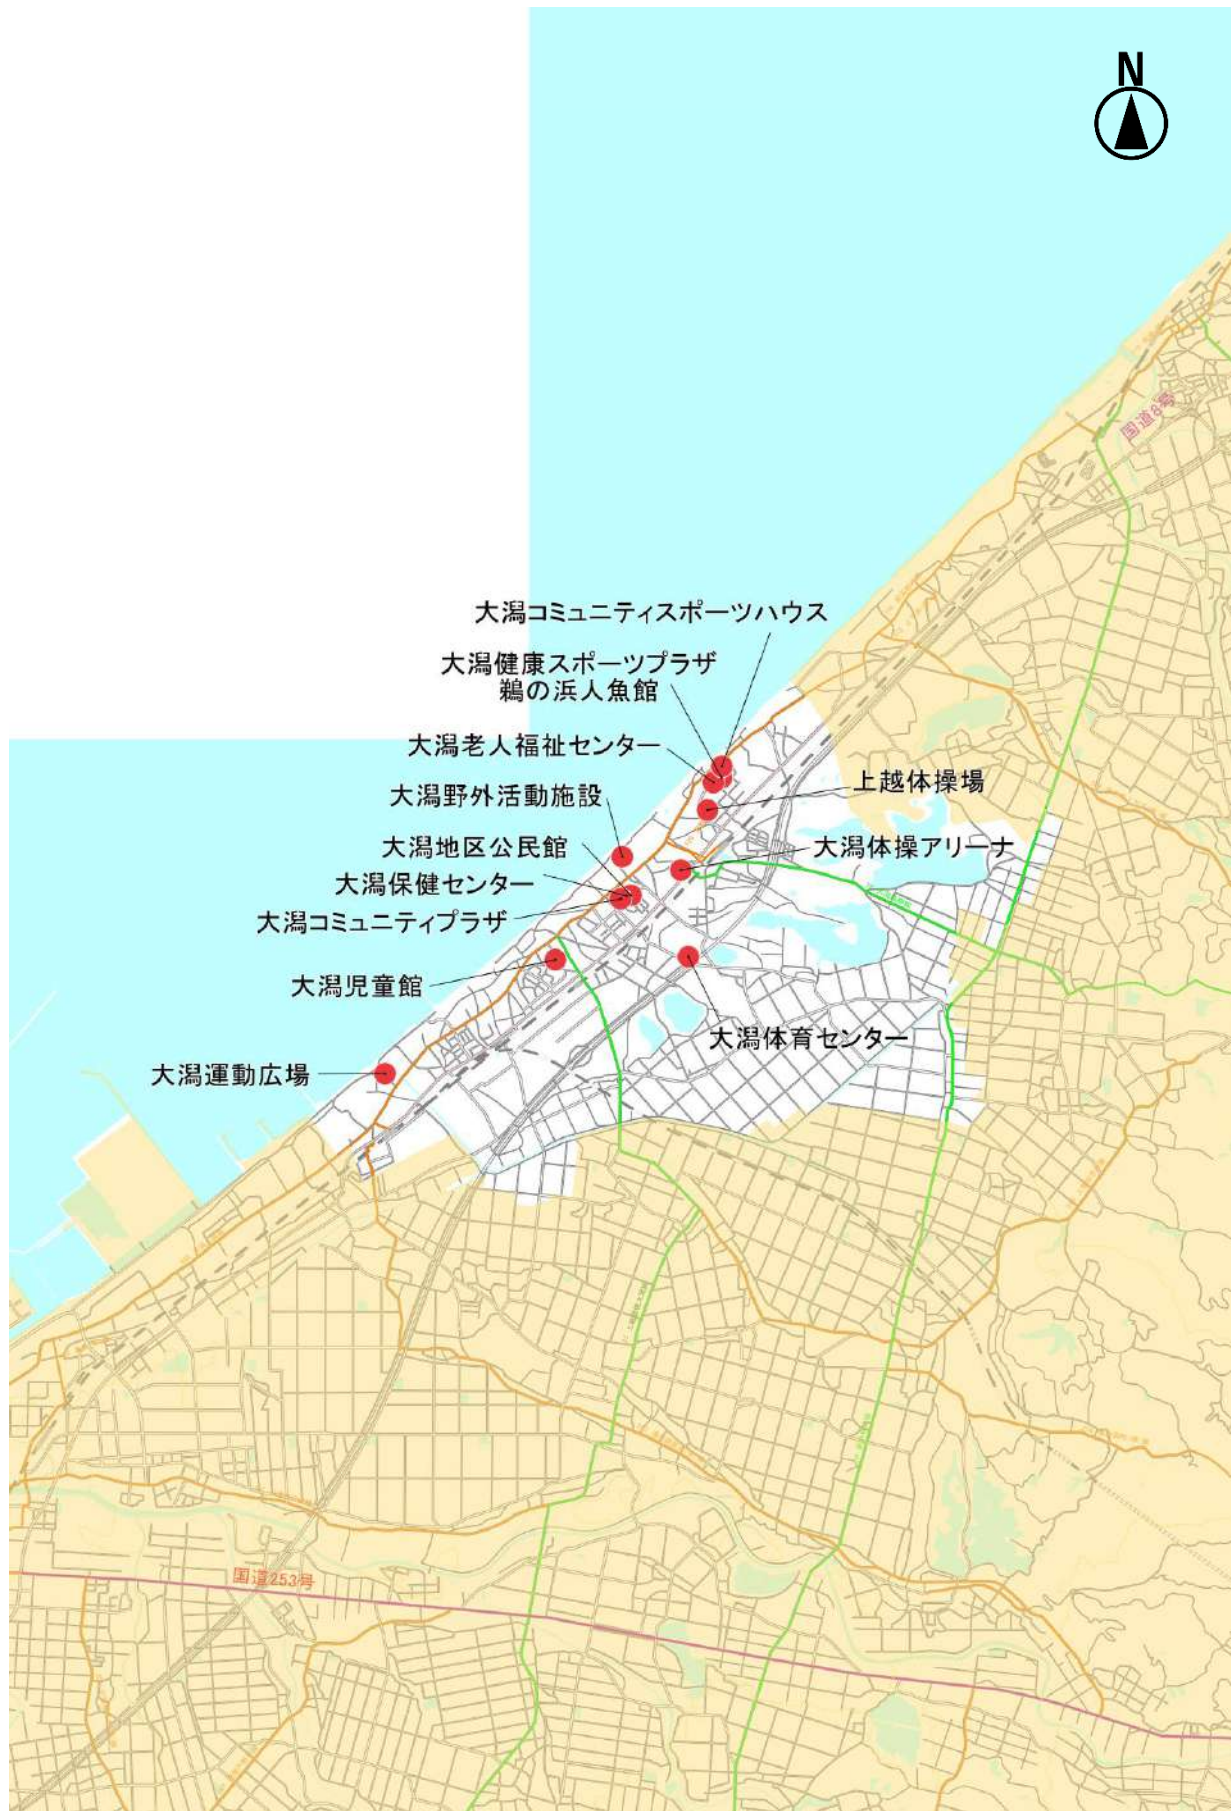 N
国道8号
大潟コミュニティスポーツハウス
大潟健康スポーツプラザ
鵜の浜人魚館
大潟老人福祉センター
上越体操場
大潟野外活動施設
大潟地区公民館
大潟体操アリーナ
大潟保健センター
大潟コミュニティプラザ
大潟児童館
大潟体育センター
大潟運動広場
国道253号